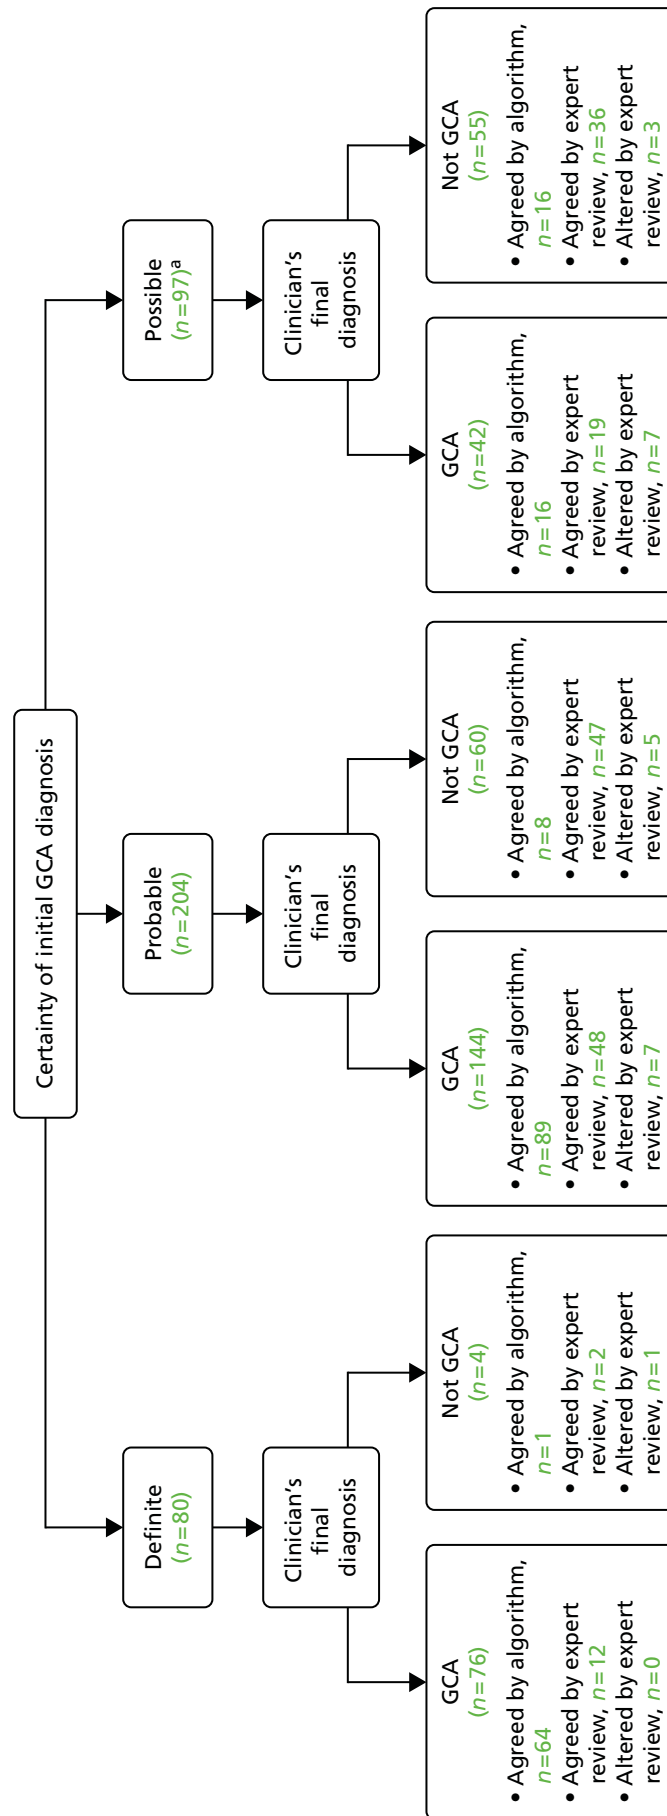 Certainty of initial GCA diagnosis
Definite
(n=80)
Probable
(n=204)
Possible
(n=97)a
Clinician's
final
diagnosis
Clinician's
final
diagnosis
Clinician's
final
diagnosis
GCA
(n=76)
• Agreed by algorithm,
n=64
• Agreed by expert
review, n=12
• Altered by expert
review, n=0
Not GCA
(n=4)
• Agreed by algorithm,
n=1
• Agreed by expert
review, n=2
• Altered by expert
review, n=1
GCA
(n=144)
• Agreed by algorithm,
n=89
• Agreed by expert
review, n=48
• Altered by expert
review, n=7
Not GCA
(n=60)
• Agreed by algorithm,
n=8
• Agreed by expert
review, n=47
• Altered by expert
review, n=5
GCA
(n=42)
• Agreed by algorithm,
n=16
• Agreed by expert
review, n=19
• Altered by expert
review, n=7
Not GCA
(n=55)
• Agreed by algorithm,
n=16
• Agreed by expert
review, n=36
• Altered by expert
review, n=3